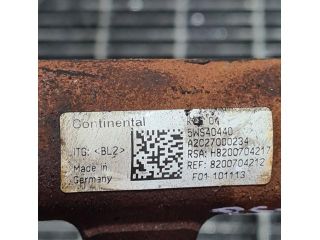 Continental
5WS40440
A2C27000234
ITG: <BL2>
RSA: H8200704217
Made in
Germany
REF: 8200704212
F01 101113